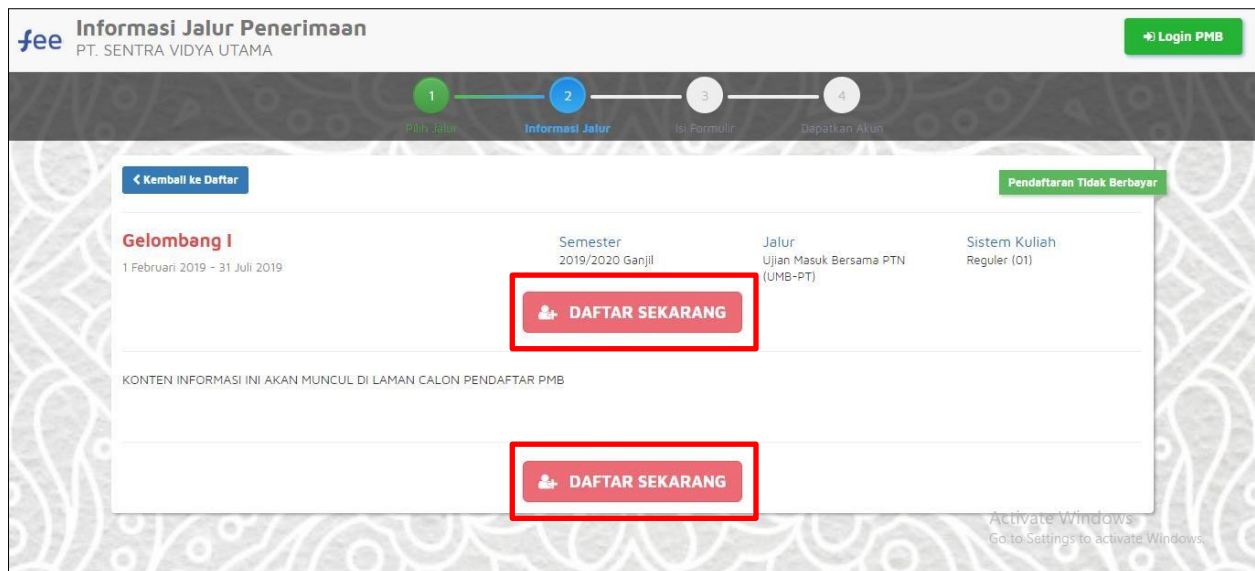 fee
Informasi Jalur Penerimaan
PT. SENTRA VIDYA UTAMA
Login PMB
1
2
3
4
Pilih Jalur
Informasi Jalur
Isi Formulir
Dapatkan Akun
Kembali ke Daftar
Pendaftaran Tidak Berbayar
Gelombang I
1 Februari 2019 - 31 Juli 2019
Semester
2019/2020 Ganjil
Jalur
Ujian Masuk Bersama PTN
(UMB-PT)
Sistem Kuliah
Reguler (01)
DAFTAR SEKARANG
KONTEN INFORMASI INI AKAN MUNCUL DI LAMAN CALON PENDAFTAR PMB
DAFTAR SEKARANG
Activate Windows
Go to Settings to activate Windows.